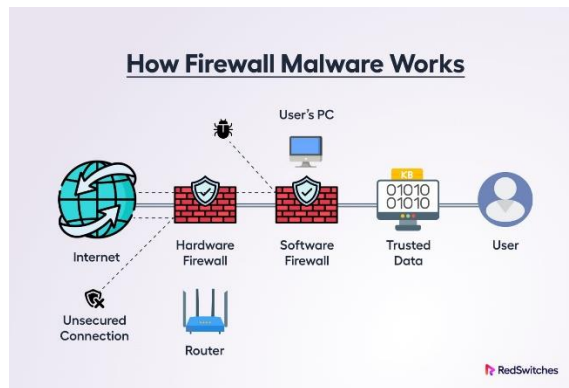 How Firewall Malware Works
User's PC
KB
01010
01010
Internet
Hardware
Firewall
Software
Firewall
Trusted
Data
User
Unsecured
Connection
Router
RedSwitches